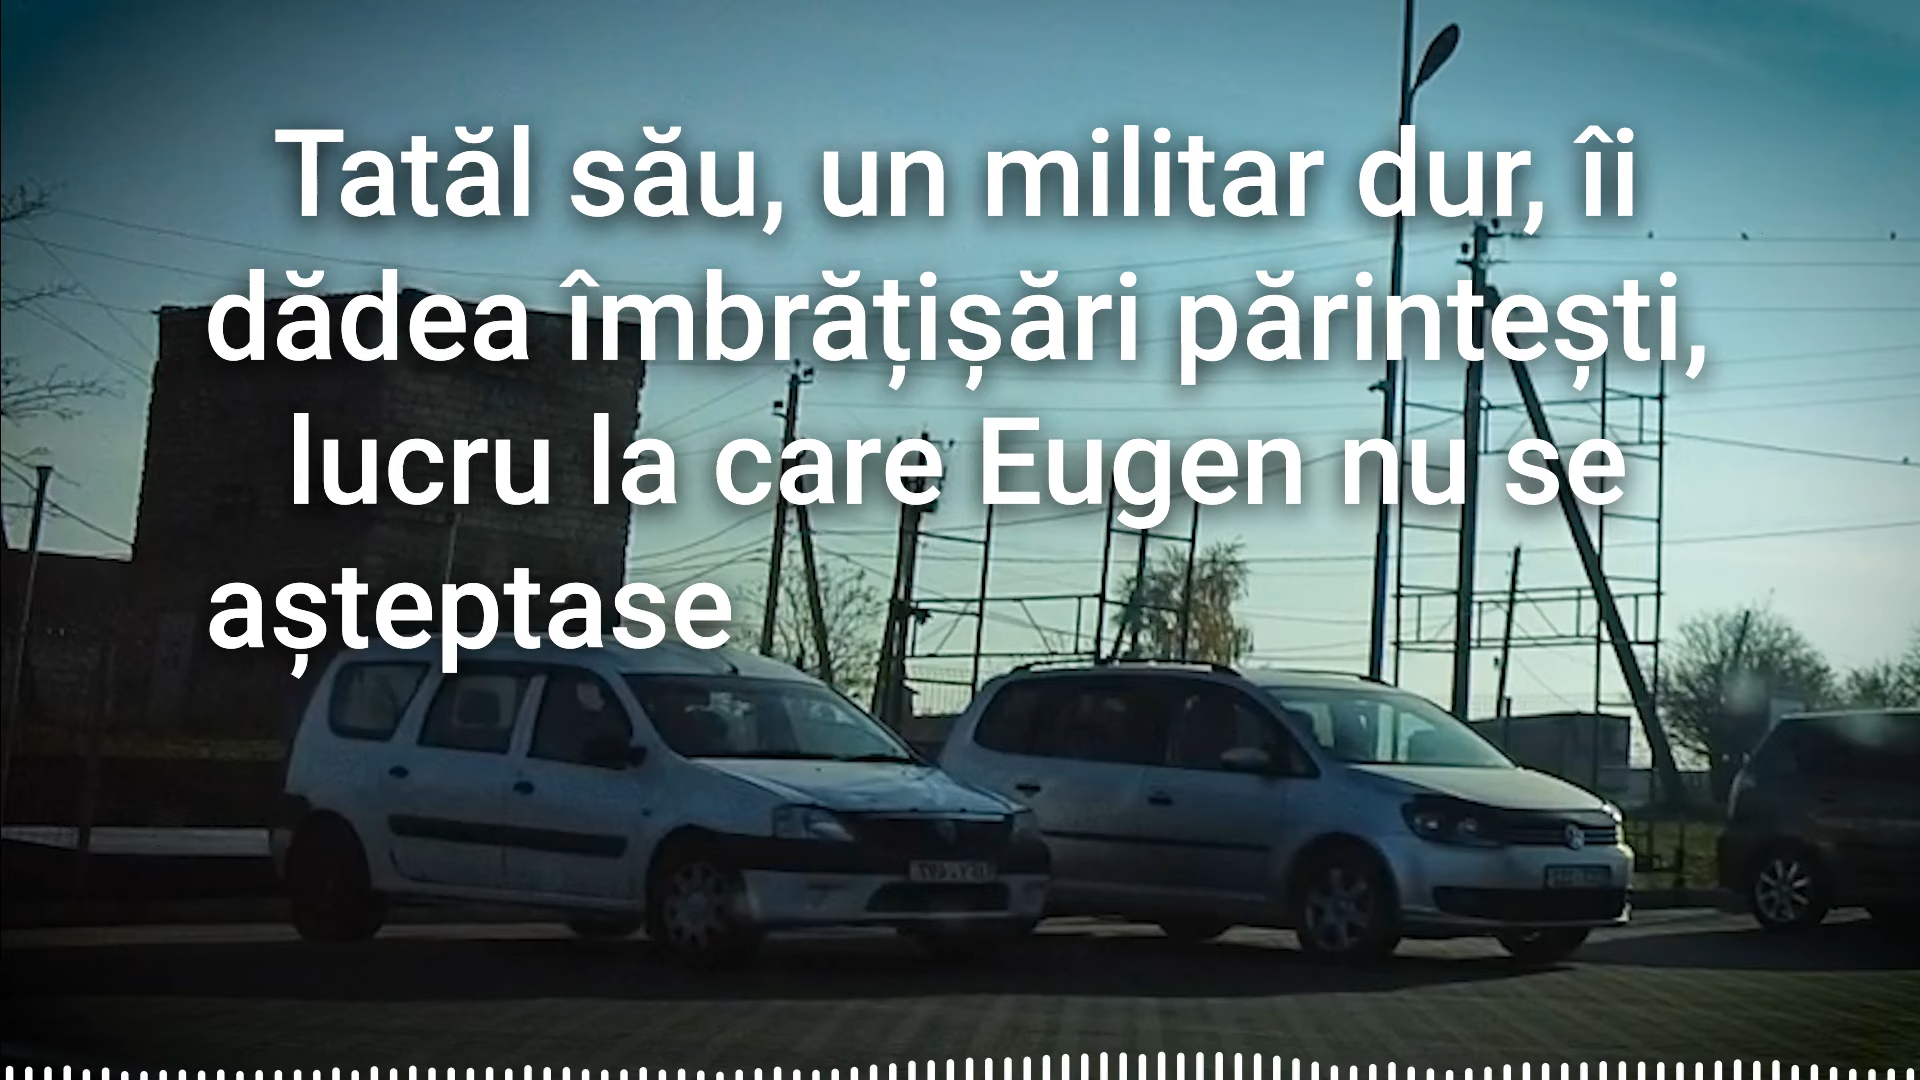 Tatăl său, un militar dur, îi
dădea îmbrățișări părintești,
lucru la care Eugen nu se
așteptase